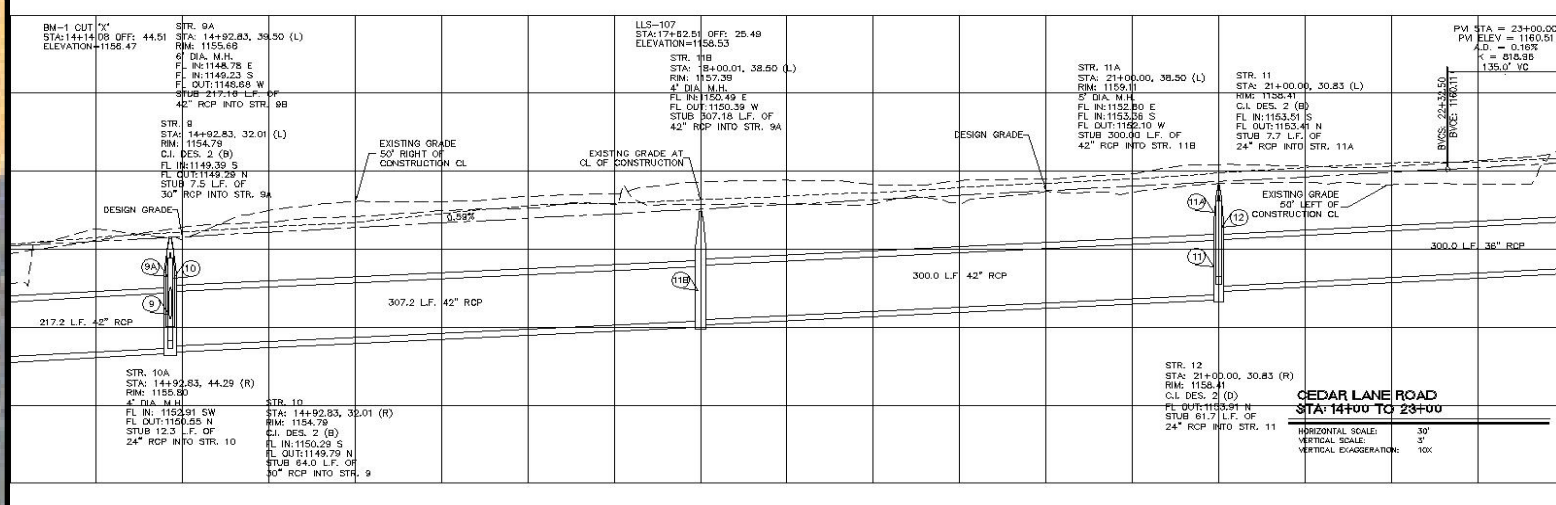 BM-1 CUT "X"
STA:14+14.08 OFF: 44.51
ELEVATION=1156.47
STR. 9A
STA: 14+92.83, 39.50 (L)
RIM: 1155.66
6' DIA. M.H.
FL IN:1148.78 E
FL IN:1149.23 S
FL OUT:1148.68 W
STUB 217.18 L.F. OF
42" RCP INTO STR. 9B
STR. 9
STA: 14+92.83, 32.01 (L)
RIM: 1154.79
C.I. DES. 2 (B)
FL IN:1149.39 S
FL OUT:1149.29 N
STUB 7.5 L.F. OF
30" RCP INTO STR. 9A
DESIGN GRADE
EXISTING GRADE
50' RIGHT OF
CONSTRUCTION CL
0.59%
LLS-107
STA:17+62.51 OFF: 25.49
ELEVATION=1158.53
STR. 11B
STA: 18+00.01, 38.50 (L)
RIM: 1157.39
4' DIA. M.H.
FL IN:1150.49 E
FL OUT:1150.39 W
STUB 307.18 L.F. OF
42" RCP INTO STR. 9A
EXISTING GRADE AT
CL OF CONSTRUCTION
DESIGN GRADE
STR. 11A
STA: 21+00.00, 38.50 (L)
RIM: 1159.11
5' DIA. M.H.
FL IN:1152.80 E
FL IN:1153.36 S
FL OUT:1152.10 W
STUB 300.00 L.F. OF
42" RCP INTO STR. 11B
STR. 11
STA: 21+00.00, 30.83 (L)
RIM: 1158.41
C.I. DES. 2 (B)
FL IN:1153.51 S
FL OUT:1153.41 N
STUB 7.7 L.F. OF
24" RCP INTO STR. 11A
PVI STA = 23+00.00
PVI ELEV = 1160.51
A.D. = 0.16%
K = 818.96
135.0' VC
BVCS: 22+32.50
BVCE: 1160.11
EXISTING GRADE
50' LEFT OF
CONSTRUCTION CL
9A
10
9
11B
11A
12
11
217.2 L.F. 42" RCP
307.2 L.F. 42" RCP
300.0 L.F. 42" RCP
300.0 L.F. 36" RCP
STR. 10A
STA: 14+92.83, 44.29 (R)
RIM: 1155.80
4' DIA. M.H.
FL IN: 1152.91 SW
FL OUT:1150.55 N
STUB 12.3 L.F. OF
24" RCP INTO STR. 10
STR. 10
STA: 14+92.83, 32.01 (R)
RIM: 1154.79
C.I. DES. 2 (B)
FL IN:1150.29 S
FL OUT:1149.79 N
STUB 64.0 L.F. OF
30" RCP INTO STR. 9
STR. 12
STA: 21+00.00, 30.83 (R)
RIM: 1158.41
C.I. DES. 2 (D)
FL OUT:1153.91 N
STUB 61.7 L.F. OF
24" RCP INTO STR. 11
CEDAR LANE ROAD
STA: 14+00 TO 23+00
HORIZONTAL SCALE: 30'
VERTICAL SCALE: 3'
VERTICAL EXAGGERATION: 10X